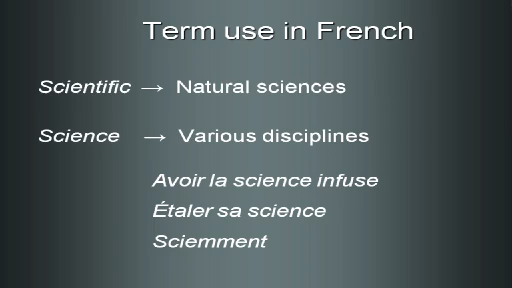 Term use in French
Scientific → Natural sciences
Science → Various disciplines
Avoir la science infuse
Étaler sa science
Sciemment